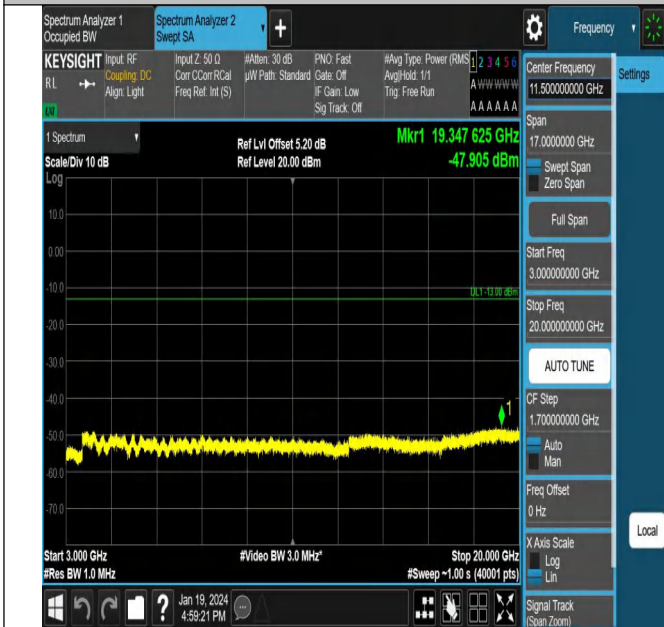 Spectrum Analyzer 1
Occupied BW
Spectrum Analyzer 2
Swept SA
Frequency
KEYSIGHT
RL
LXI
Input: RF
Coupling: DC
Align: Light
Input Z: 50 Ω
Corr CCorr RCal
Freq Ref: Int (S)
#Atten: 30 dB
µW Path: Standard
PNO: Fast
Gate: Off
IF Gain: Low
Sig Track: Off
#Avg Type: Power (RMS
Avg|Hold: 1/1
Trig: Free Run
1 2 3 4 5 6
A W W W W W
A A A A A A
1 Spectrum
Scale/Div 10 dB
Log
Ref Lvl Offset 5.20 dB
Ref Level 20.00 dBm
Mkr1 19.347 625 GHz
-47.905 dBm
10.0
0.00
-10.0
DL1 -13.00 dBm
-20.0
-30.0
-40.0
1
-50.0
-60.0
-70.0
Start 3.000 GHz
#Res BW 1.0 MHz
#Video BW 3.0 MHz*
Stop 20.000 GHz
#Sweep ~1.00 s (40001 pts)
Jan 19, 2024
4:59:21 PM
?
Center Frequency
11.500000000 GHz
Settings
Span
17.0000000 GHz
Swept Span
Zero Span
Full Span
Start Freq
3.000000000 GHz
Stop Freq
20.000000000 GHz
AUTO TUNE
CF Step
1.700000000 GHz
Auto
Man
Freq Offset
0 Hz
X Axis Scale
Log
Lin
Local
Signal Track
(Span Zoom)